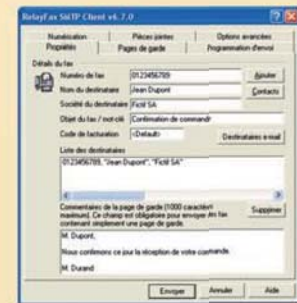 RelayFax SMTP Client v6.7.0
Numérisation
Pièces jointes
Options avancées
Propriétés
Pages de garde
Programmation d'envoi
Détails du fax
Numéro de fax
0123456789
Ajouter
Nom du destinataire
Jean Dupont
Contacts
Société du destinataire
Fictif SA
Objet du fax / mot-clé
Confirmation de commandr
Code de facturation
<Default>
Destinataires e-mail
Liste des destinataires
0123456789, "Jean Dupont", "Fictif SA"
Commentaires de la page de garde (1000 caractères
maximum). Ce champ est obligatoire pour envoyer un fax
contenant simplement une page de garde.
Supprimer
M. Dupont,
Nous confirmons ce jour la réception de votre commande.
M. Durand
Envoyer
Annuler
Aide